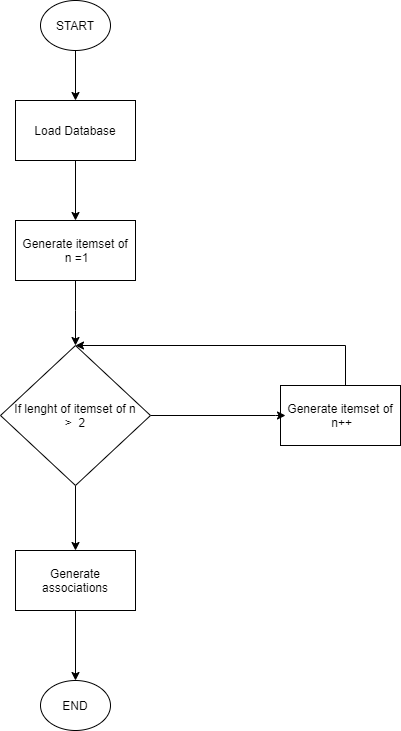 START
Load Database
Generate itemset of
n =1
If lenght of itemset of n
> 2
Generate itemset of
n++
Generate
associations
END